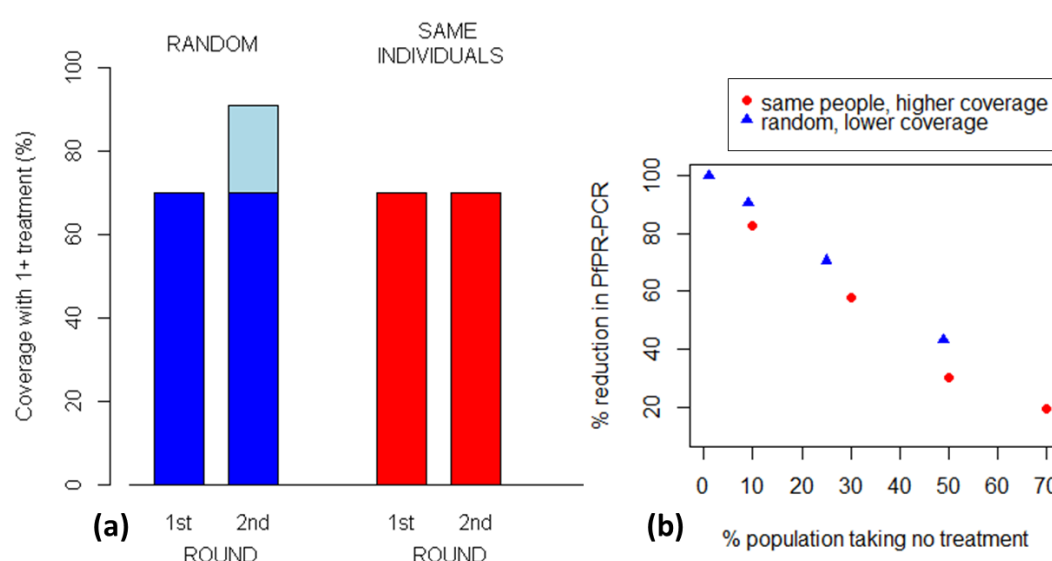 RANDOM
SAME
INDIVIDUALS
Coverage with 1+ treatment (%)
100
80
60
40
20
0
1st 2nd
ROUND
1st 2nd
ROUND
(a)
same people, higher coverage
random, lower coverage
% reduction in PfPR-PCR
100
80
60
40
20
0 10 20 30 40 50 60 70
% population taking no treatment
(b)